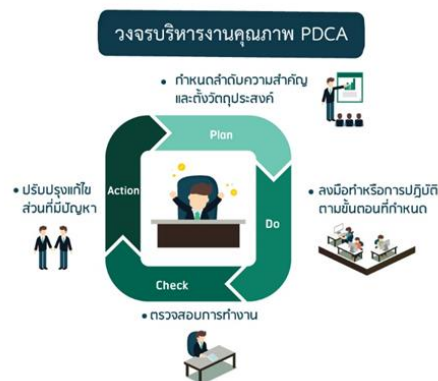 วงจรบริหารงานคุณภาพ PDCA
• กำหนดลำดับความสำคัญ
และตั้งวัตถุประสงค์
Plan
Action
• ปรับปรุงแก้ไข
ส่วนที่มีปัญหา
• ลงมือทำหรือการปฏิบัติ
ตามขั้นตอนที่กำหนด
Do
Check
• ตรวจสอบการทำงาน